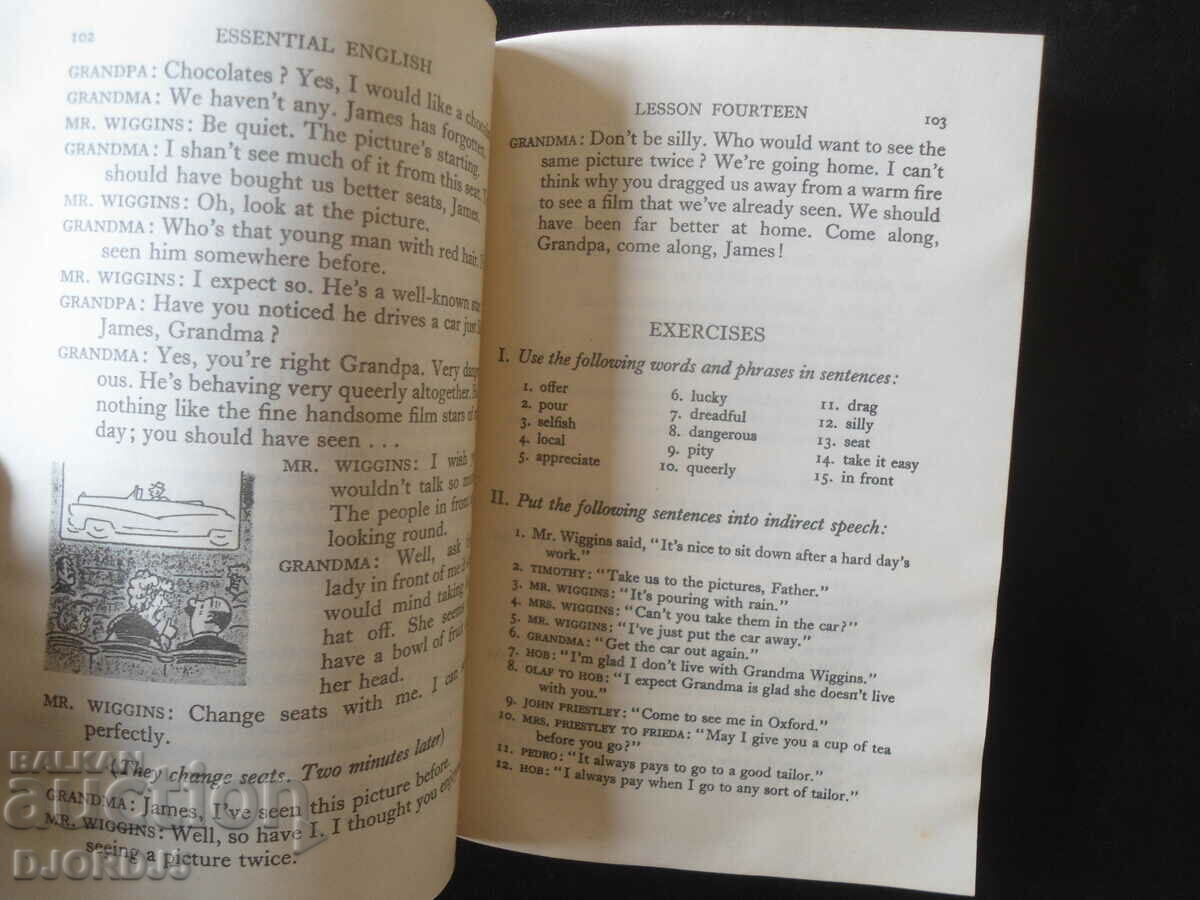 102
ESSENTIAL ENGLISH
GRANDPA: Chocolates? Yes, I would like a
GRANDMA: We haven't any. James has forgotten.
MR. WIGGINS: Be quiet. The picture's starting.
GRANDMA: I shan't see much of it from this seat.
should have bought us better seats, James.
MR. WIGGINS: Oh, look at the picture.
GRANDMA: Who's that young man with red hair.
seen him somewhere before.
MR. WIGGINS: I expect so. He's a well-known
GRANDPA: Have you noticed he drives a car just
James, Grandma?
GRANDMA: Yes, you're right Grandpa. Very
ous. He's behaving very queerly altogether.
nothing like the fine handsome film stars of
day; you should have seen ...
MR. WIGGINS: I wish
wouldn't talk so
The people in front
looking round.
GRANDMA: Well, ask
lady in front of me
would mind taking
hat off. She seems
have a bowl of fruit
her head.
MR. WIGGINS: Change seats with me. I can
perfectly.
(They change seats. Two minutes later)
GRANDMA: James, I've seen this picture before.
MR. WIGGINS: Well, so have I. I thought you
seeing a picture twice.
BALKAN
auction
DJORDJ5
LESSON FOURTEEN
103
GRANDMA: Don't be silly. Who would want to see the
same picture twice? We're going home. I can't
think why you dragged us away from a warm fire
to see a film that we've already seen. We should
have been far better at home. Come along,
Grandpa, come along, James!
EXERCISES
I. Use the following words and phrases in sentences:
1. offer 6. lucky 11. drag
2. pour 7. dreadful 12. silly
3. selfish 8. dangerous 13. seat
4. local 9. pity 14. take it easy
5. appreciate 10. queerly 15. in front
II. Put the following sentences into indirect speech:
1. Mr. Wiggins said, "It's nice to sit down after a hard day's
work."
2. TIMOTHY: "Take us to the pictures, Father."
3. MR. WIGGINS: "It's pouring with rain."
4. MRS. WIGGINS: "Can't you take them in the car?"
5. MR. WIGGINS: "I've just put the car away."
6. GRANDMA: "Get the car out again."
7. HOB: "I'm glad I don't live with Grandma Wiggins."
8. OLAF TO HOB: "I expect Grandma is glad she doesn't live
with you."
9. JOHN PRIESTLEY: "Come to see me in Oxford."
10. MRS. PRIESTLEY TO FRIEDA: "May I give you a cup of tea
before you go?"
11. PEDRO: "It always pays to go to a good tailor."
12. HOB: "I always pay when I go to any sort of tailor."